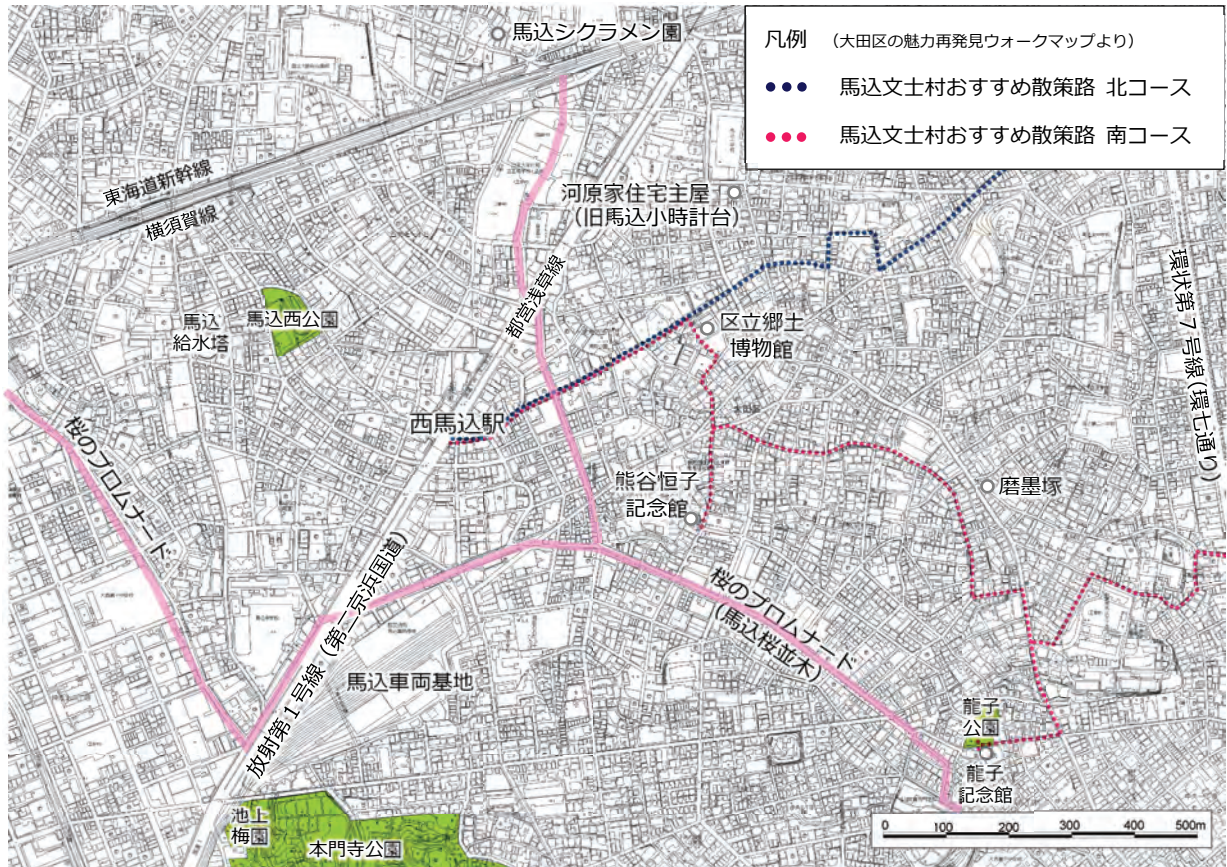 馬込シクラメン園
凡例 （大田区の魅力再発見ウォークマップより）
馬込文士村おすすめ散策路 北コース
馬込文士村おすすめ散策路 南コース
東海道新幹線
横須賀線
河原家住宅主屋
（旧馬込小時計台）
都営浅草線
環状第７号線（環七通り）
馬込
給水塔
馬込西公園
区立郷土
博物館
西馬込駅
桜のプロムナード
熊谷恒子
記念館
磨墨塚
放射第１号線（第二京浜国道）
桜のプロムナード
（馬込桜並木）
馬込車両基地
龍子
公園
龍子
記念館
池上
梅園
本門寺公園
0 100 200 300 400 500m